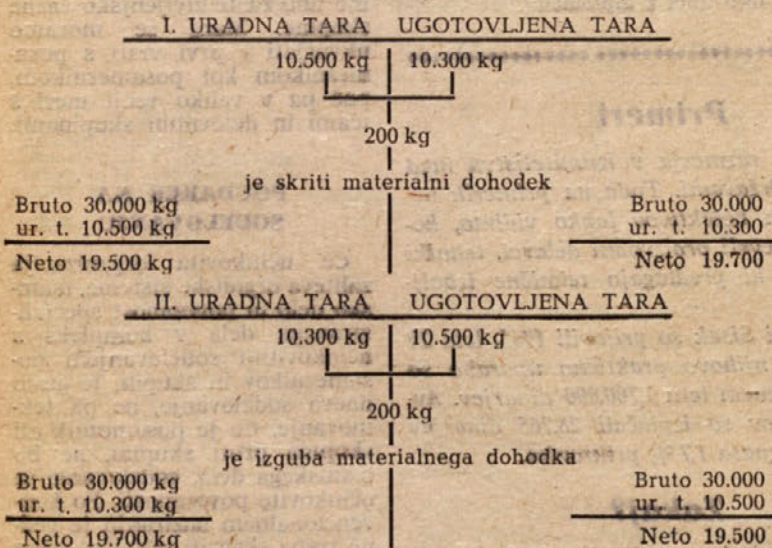 I. URADNA TARA UGOTOVLJENA TARA
10.500 kg 10.300 kg
200 kg
je skriti materialni dohodek
Bruto 30.000 kg Bruto 30.000
ur. t. 10.500 kg ur. t. 10.300
Neto 19.500 kg Neto 19.700
II. URADNA TARA UGOTOVLJENA TARA
10.300 kg 10.500 kg
200 kg
je izguba materialnega dohodka
Bruto 30.000 kg Bruto 30.000
ur. t. 10.300 kg ur. t. 10.500
Neto 19.700 kg Neto 19.500